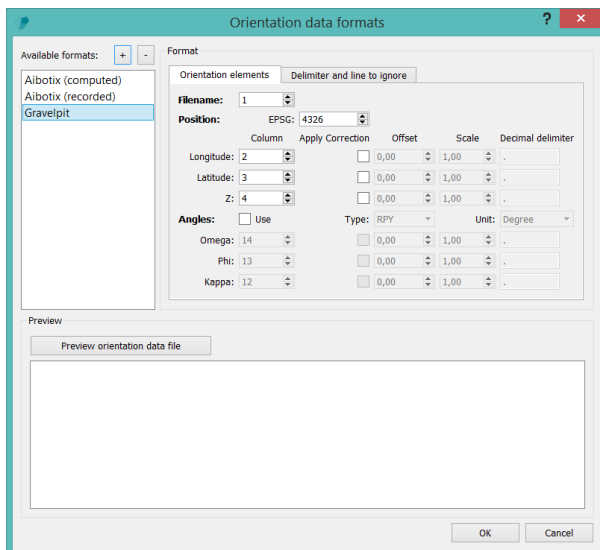 Orientation data formats
? ×
Available formats: + -
Aibotix (computed)
Aibotix (recorded)
Gravelpit
Format
Orientation elements Delimiter and line to ignore
Filename: 1
Position: EPSG: 4326
Column Apply Correction Offset Scale Decimal delimiter
Longitude: 2 0,00 1,00 .
Latitude: 3 0,00 1,00 .
Z: 4 0,00 1,00 .
Angles: Use Type: RPY Unit: Degree
Omega: 14 0,00 1,00 .
Phi: 13 0,00 1,00 .
Kappa: 12 0,00 1,00 .
Preview
Preview orientation data file
OK Cancel